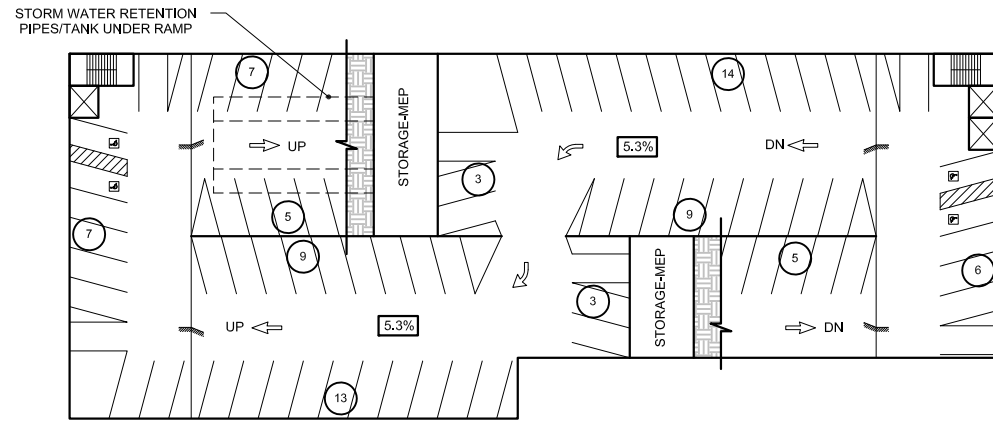 STORM WATER RETENTION
PIPES/TANK UNDER RAMP
7
14
UP
STORAGE-MEP
5.3%
DN
3
5
9
7
9
5
6
3
STORAGE-MEP
UP
5.3%
DN
13